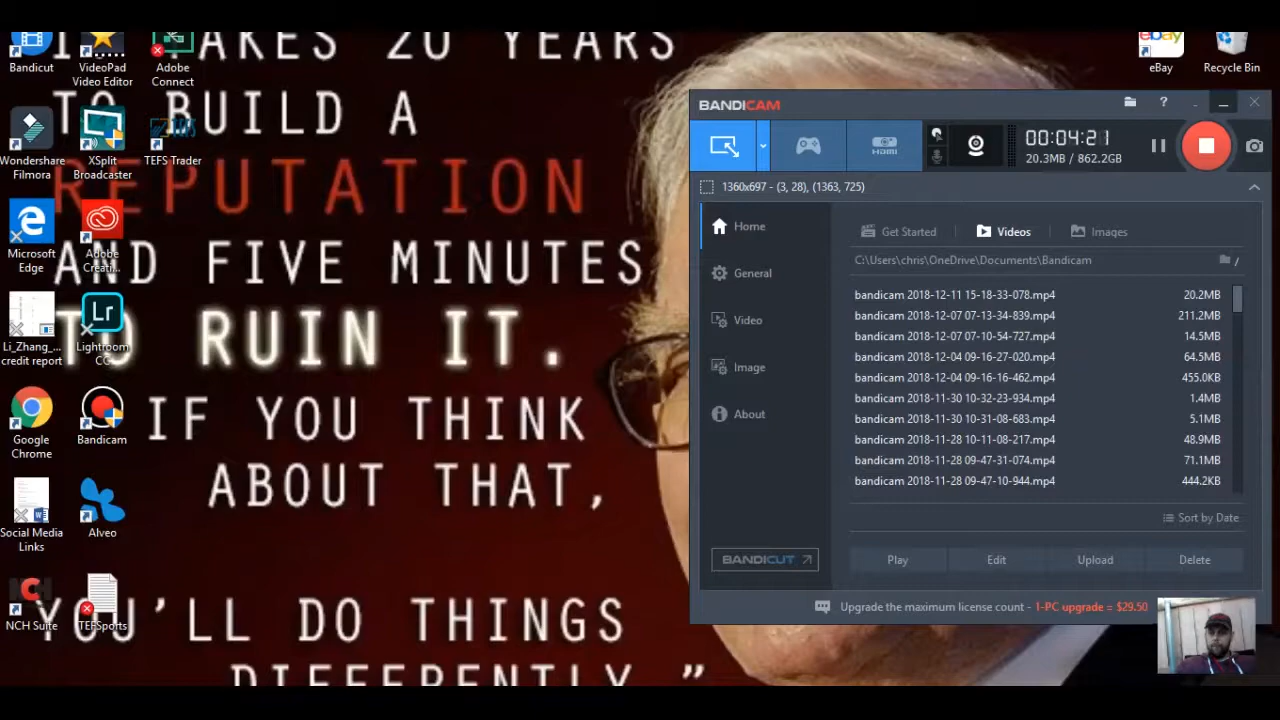 AKES 20 YEARS
TO BUILD A
REPUTATION
AND FIVE MINUTES
TO RUIN IT.
IF YOU THINK
ABOUT THAT,
YOU'LL DO THINGS
DIFFERENTLY."
Bandicut
VideoPad
Video Editor
Adobe
Connect
Wondershare
Filmora
XSplit
Broadcaster
TEFS Trader
Microsoft
Edge
Adobe
Creati...
Li_Zhang_...
credit report
Lr
Lightroom
CC
Google
Chrome
Bandicam
Social Media
Links
Alveo
NCH Suite
TEFSports
ebay
eBay
Recycle Bin
BANDICAM
?
HDMI
00:04:21
20.3MB / 862.2GB
1360x697 - (3, 28), (1363, 725)
Home
General
Video
Image
About
Get Started
Videos
Images
C:\Users\chris\OneDrive\Documents\Bandicam
/
bandicam 2018-12-11 15-18-33-078.mp4 20.2MB
bandicam 2018-12-07 07-13-34-839.mp4 211.2MB
bandicam 2018-12-07 07-10-54-727.mp4 14.5MB
bandicam 2018-12-04 09-16-27-020.mp4 64.5MB
bandicam 2018-12-04 09-16-16-462.mp4 455.0KB
bandicam 2018-11-30 10-32-23-934.mp4 1.4MB
bandicam 2018-11-30 10-31-08-683.mp4 5.1MB
bandicam 2018-11-28 10-11-08-217.mp4 48.9MB
bandicam 2018-11-28 09-47-31-074.mp4 71.1MB
bandicam 2018-11-28 09-47-10-944.mp4 444.2KB
Sort by Date
BANDICUT
Play
Edit
Upload
Delete
Upgrade the maximum license count - 1-PC upgrade = $29.50